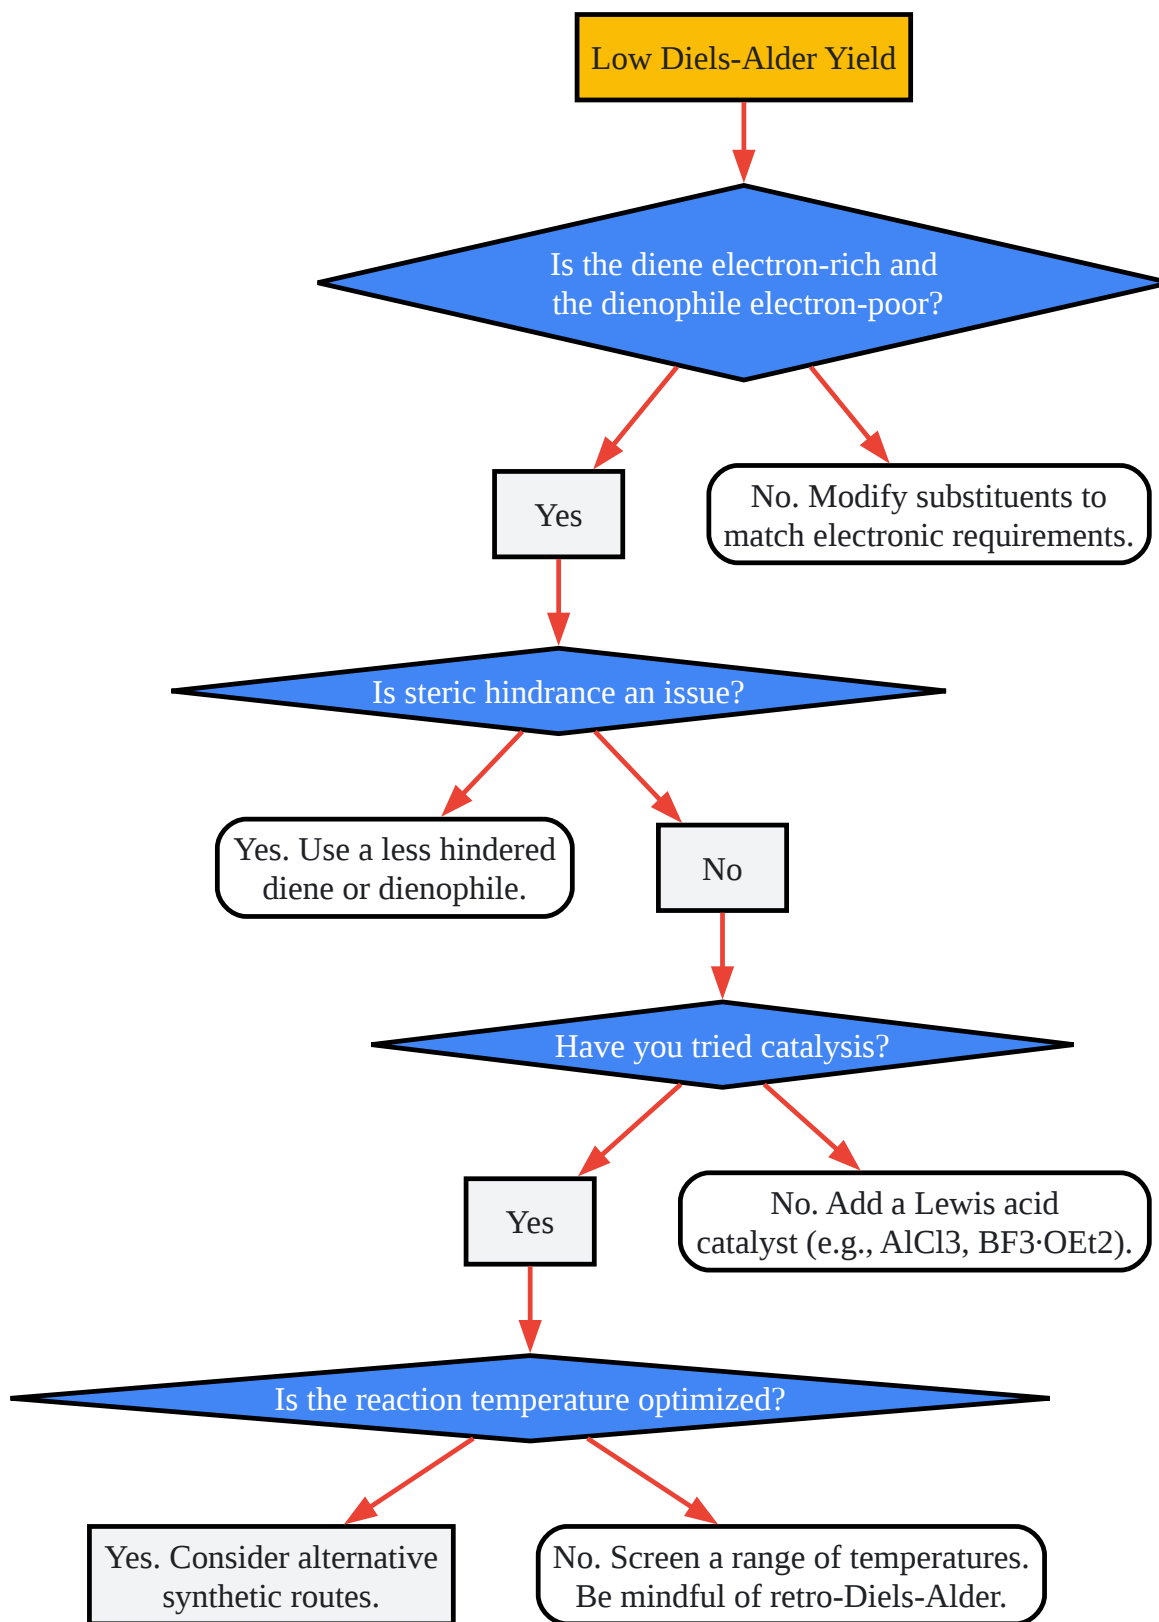 Low Diels-Alder Yield
Is the diene electron-rich and
the dienophile electron-poor?
Yes
No. Modify substituents to
match electronic requirements.
Is steric hindrance an issue?
Yes. Use a less hindered
diene or dienophile.
No
Have you tried catalysis?
Yes
No. Add a Lewis acid
catalyst (e.g., AlCl3, BF3·OEt2).
Is the reaction temperature optimized?
Yes. Consider alternative
synthetic routes.
No. Screen a range of temperatures.
Be mindful of retro-Diels-Alder.